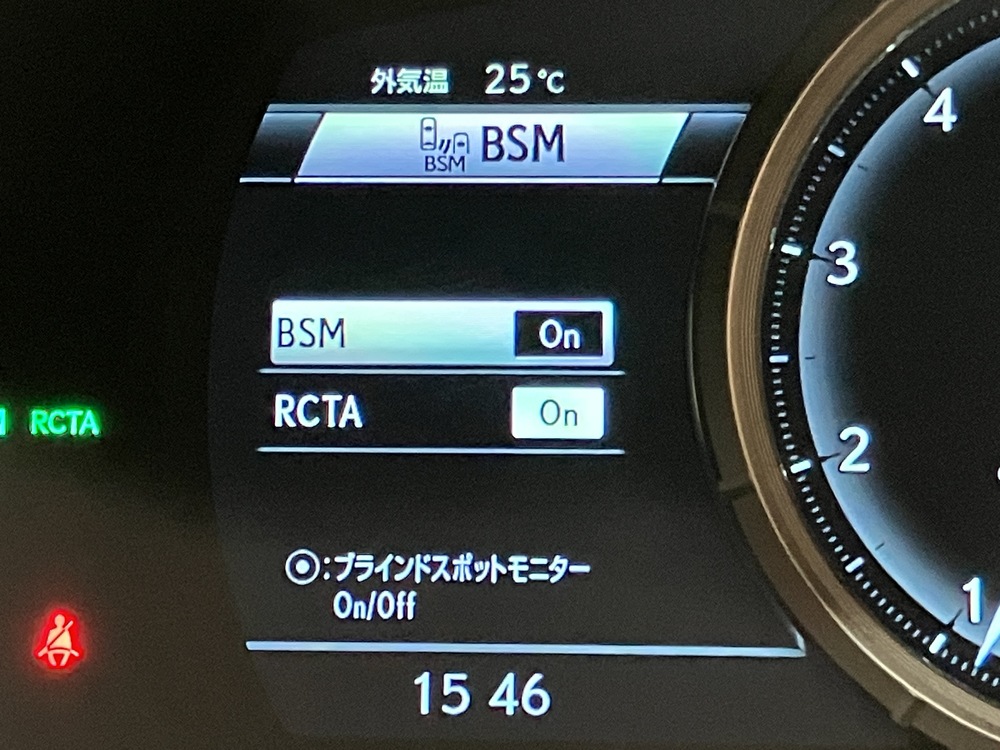 外気温 25℃
BSM BSM
BSM On
RCTA On
RCTA
◎:ブラインドスポットモニター
On/Off
15 46
4
3
2
1